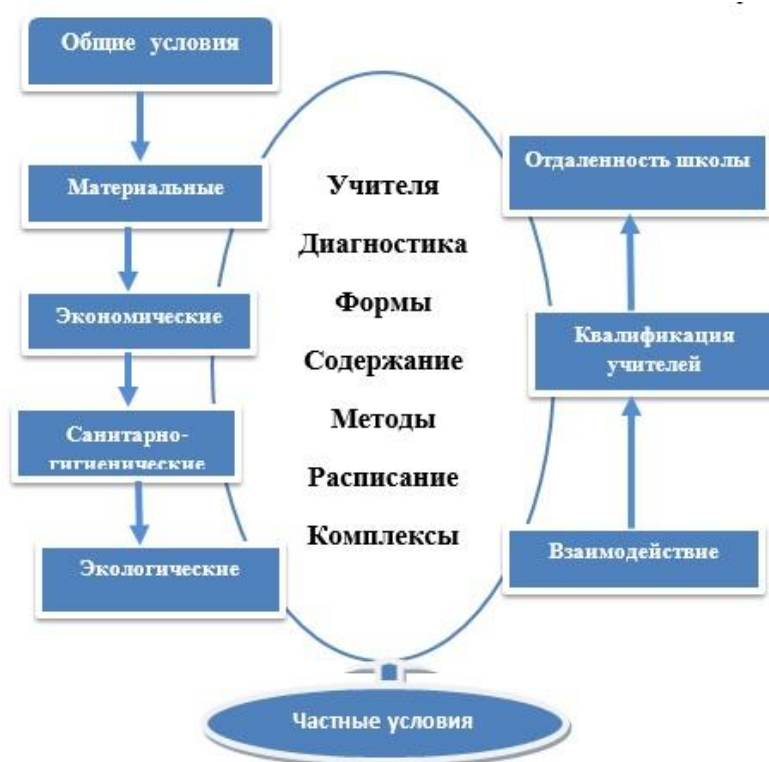 Общие условия
Материальные
Экономические
Санитарно-
гигиенические
Экологические
Учителя
Диагностика
Формы
Содержание
Методы
Расписание
Комплексы
Отдаленность школы
Квалификация
учителей
Взаимодействие
Частные условия